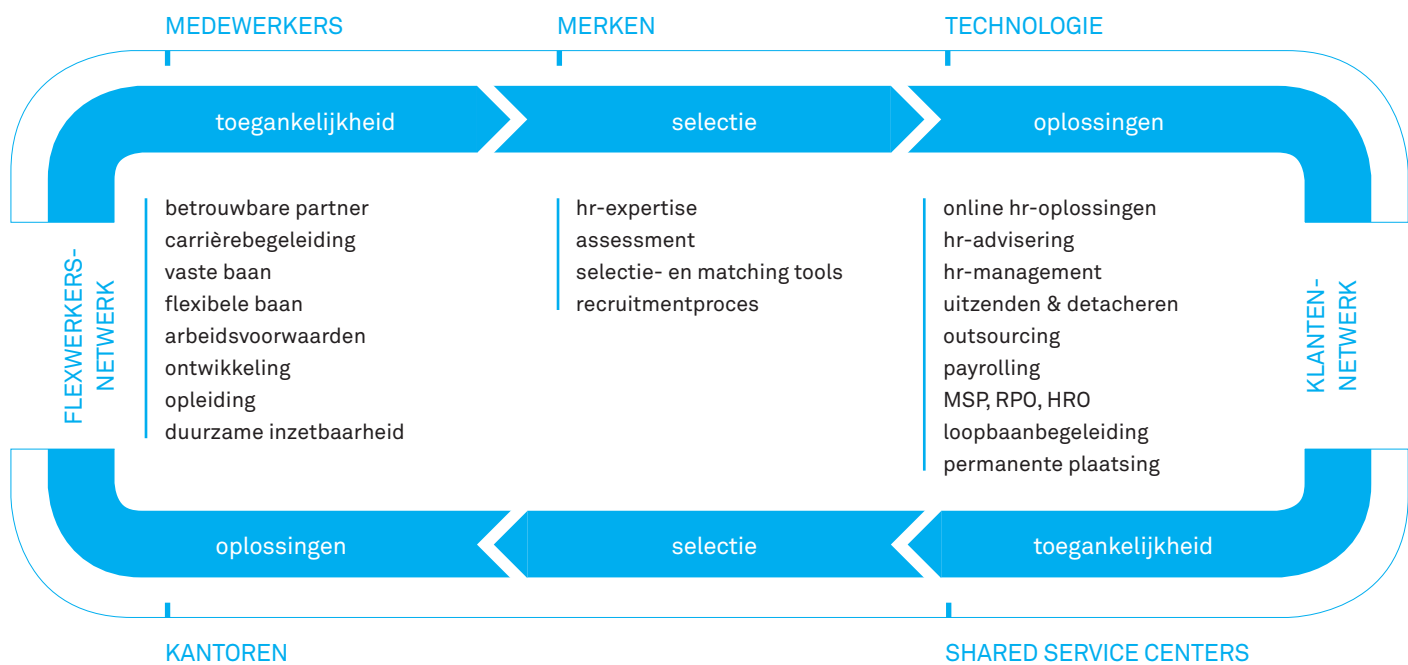 MEDEWERKERS
MERKEN
TECHNOLOGIE
toegankelijkheid
selectie
oplossingen
FLEXWERKERS-
NETWERK
betrouwbare partner
carrièrebegeleiding
vaste baan
flexibele baan
arbeidsvoorwaarden
ontwikkeling
opleiding
duurzame inzetbaarheid
hr-expertise
assessment
selectie- en matching tools
recruitmentproces
online hr-oplossingen
hr-advisering
hr-management
uitzenden & detacheren
outsourcing
payrolling
MSP, RPO, HRO
loopbaanbegeleiding
permanente plaatsing
KLANTEN-
NETWERK
oplossingen
selectie
toegankelijkheid
KANTOREN
SHARED SERVICE CENTERS